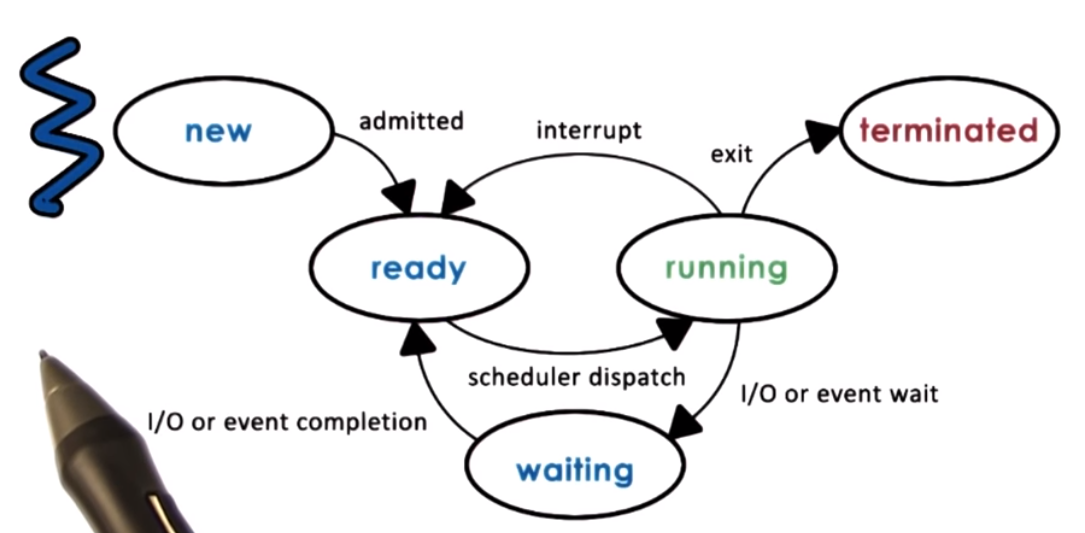 new
admitted
interrupt
exit
terminated
ready
running
scheduler dispatch
I/O or event wait
I/O or event completion
waiting